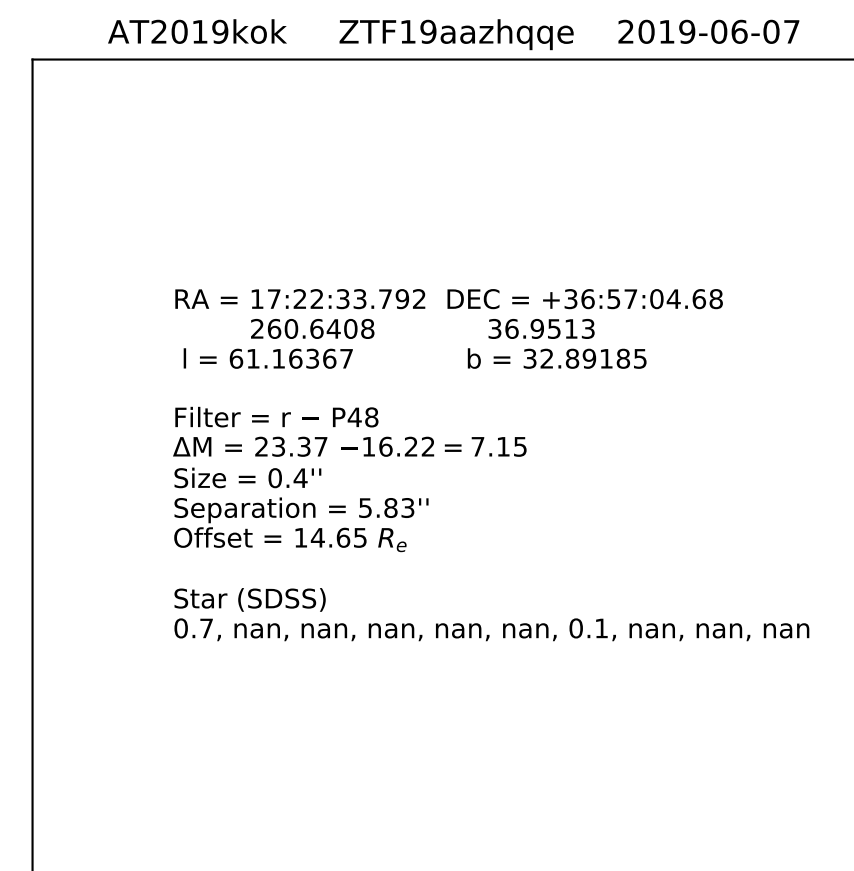 AT2019kok ZTF19aazhqqe 2019-06-07
RA = 17:22:33.792 DEC = +36:57:04.68
260.6408 36.9513
l = 61.16367 b = 32.89185
Filter = r − P48
ΔM = 23.37 −16.22 = 7.15
Size = 0.4''
Separation = 5.83''
Offset = 14.65 Rₑ
Star (SDSS)
0.7, nan, nan, nan, nan, nan, 0.1, nan, nan, nan